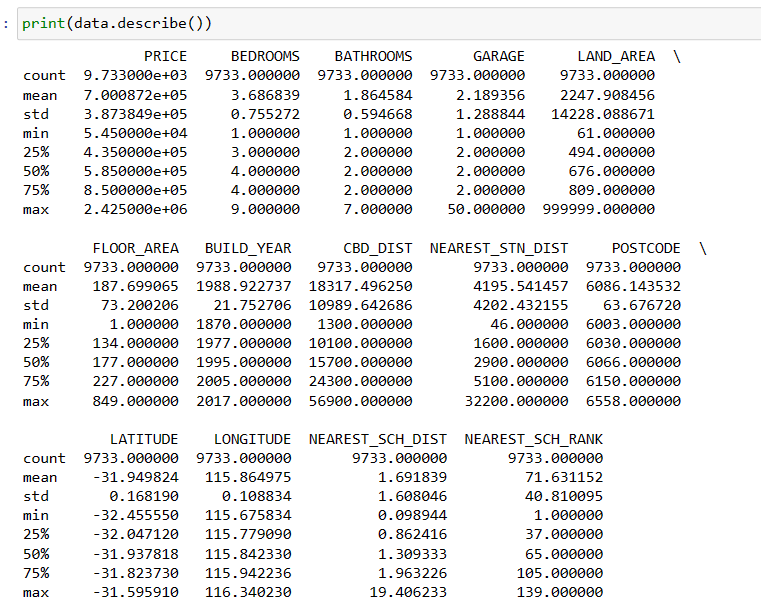 : print(data.describe())
PRICE BEDROOMS BATHROOMS GARAGE LAND_AREA \
count 9.733000e+03 9733.000000 9733.000000 9733.000000 9733.000000
mean 7.000872e+05 3.686839 1.864584 2.189356 2247.908456
std 3.873849e+05 0.755272 0.594668 1.288844 14228.088671
min 5.450000e+04 1.000000 1.000000 1.000000 61.000000
25% 4.350000e+05 3.000000 2.000000 2.000000 494.000000
50% 5.850000e+05 4.000000 2.000000 2.000000 676.000000
75% 8.500000e+05 4.000000 2.000000 2.000000 809.000000
max 2.425000e+06 9.000000 7.000000 50.000000 999999.000000
FLOOR_AREA BUILD_YEAR CBD_DIST NEAREST_STN_DIST POSTCODE \
count 9733.000000 9733.000000 9733.000000 9733.000000 9733.000000
mean 187.699065 1988.922737 18317.496250 4195.541457 6086.143532
std 73.200206 21.752706 10989.642686 4202.432155 63.676720
min 1.000000 1870.000000 1300.000000 46.000000 6003.000000
25% 134.000000 1977.000000 10100.000000 1600.000000 6030.000000
50% 177.000000 1995.000000 15700.000000 2900.000000 6066.000000
75% 227.000000 2005.000000 24300.000000 5100.000000 6150.000000
max 849.000000 2017.000000 56900.000000 32200.000000 6558.000000
LATITUDE LONGITUDE NEAREST_SCH_DIST NEAREST_SCH_RANK
count 9733.000000 9733.000000 9733.000000 9733.000000
mean -31.949824 115.864975 1.691839 71.631152
std 0.168190 0.108834 1.608046 40.810095
min -32.455550 115.675834 0.098944 1.000000
25% -32.047120 115.779090 0.862416 37.000000
50% -31.937818 115.842330 1.309333 65.000000
75% -31.823730 115.942236 1.963226 105.000000
max -31.595910 116.340230 19.406233 139.000000